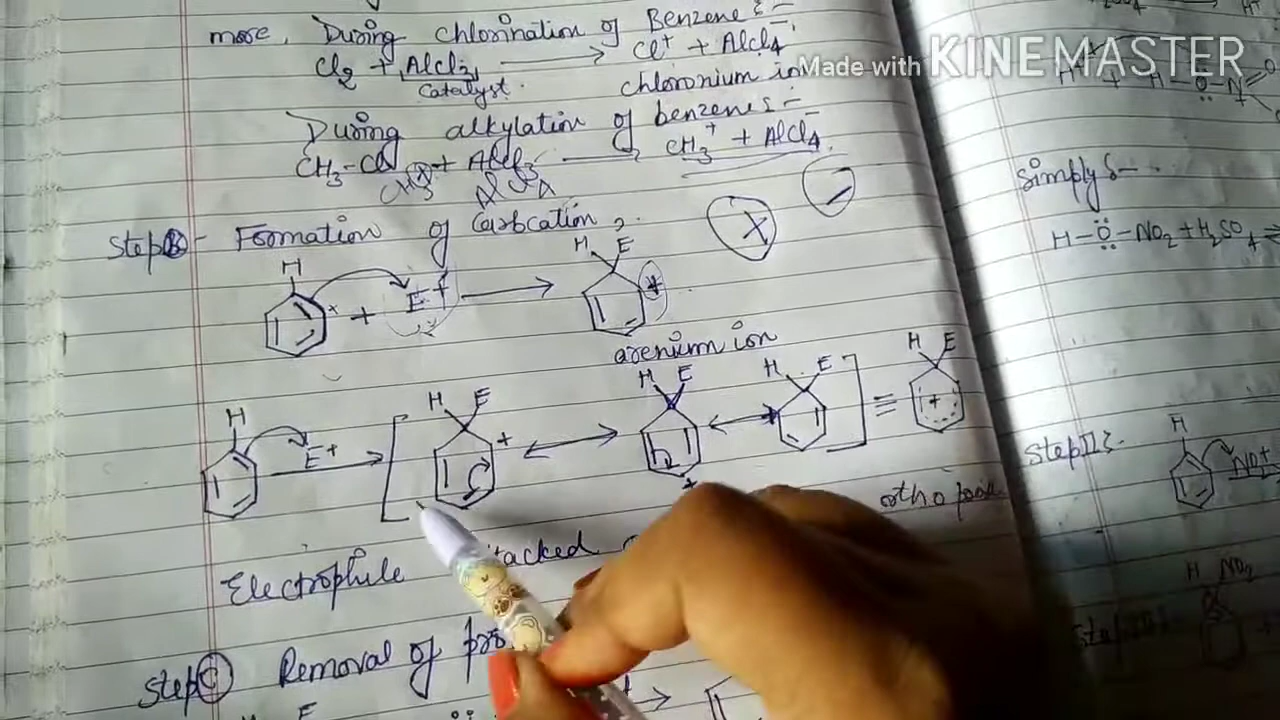 more. During chlorination of Benzene :-
Cl2 + AlCl3 → Cl+ + AlCl4
Catalyst.
chloronium ion
Made with KINEMASTER
During alkylation of benzene :-
CH3-Cl + AlCl3 → CH3+ + AlCl4
Step B - Formation of Carbcation
X
H
+ E+ →
H E
+
arenium ion
H
E+ →
H E
+
↔
H E
+
↔
H E
+
≡
H E
+
Electrophile
ortho para
Step C Removal of
E
→
H+ + H-O-N
O
Simply :-
H-O-NO2 + H2SO4 ⇌
Step II :-
H
NO2+
H NO2